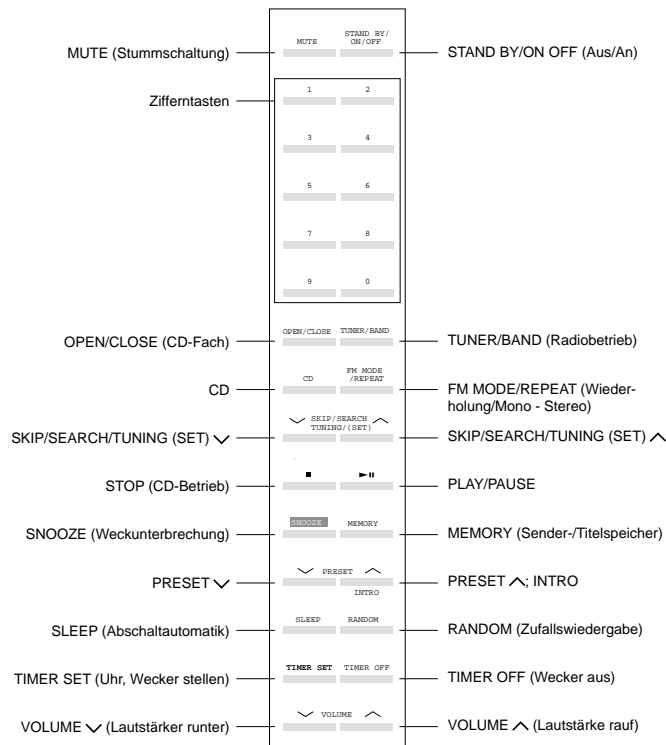 MUTE (Stummschaltung) MUTE STAND BY/ STAND BY/ON OFF (Aus/An)
ON/OFF
Zifferntasten 1 2
3 4
5 6
7 8
9 0
OPEN/CLOSE (CD-Fach) OPEN/CLOSE TUNER/BAND TUNER/BAND (Radiobetrieb)
CD CD FM MODE FM MODE/REPEAT (Wieder-
/REPEAT holung/Mono - Stereo)
SKIP/SEARCH/TUNING (SET) ∨ ∨ SKIP/SEARCH ∧ SKIP/SEARCH/TUNING (SET) ∧
TUNING/(SET)
STOP (CD-Betrieb) ■ ►II PLAY/PAUSE
SNOOZE (Weckunterbrechung) SNOOZE MEMORY MEMORY (Sender-/Titelspeicher)
PRESET ∨ ∨ PRESET ∧ PRESET ∧; INTRO
INTRO
SLEEP (Abschaltautomatik) SLEEP RANDOM RANDOM (Zufallswiedergabe)
TIMER SET (Uhr, Wecker stellen) TIMER SET TIMER OFF TIMER OFF (Wecker aus)
VOLUME ∨ (Lautstärker runter) ∨ VOLUME ∧ VOLUME ∧ (Lautstärke rauf)